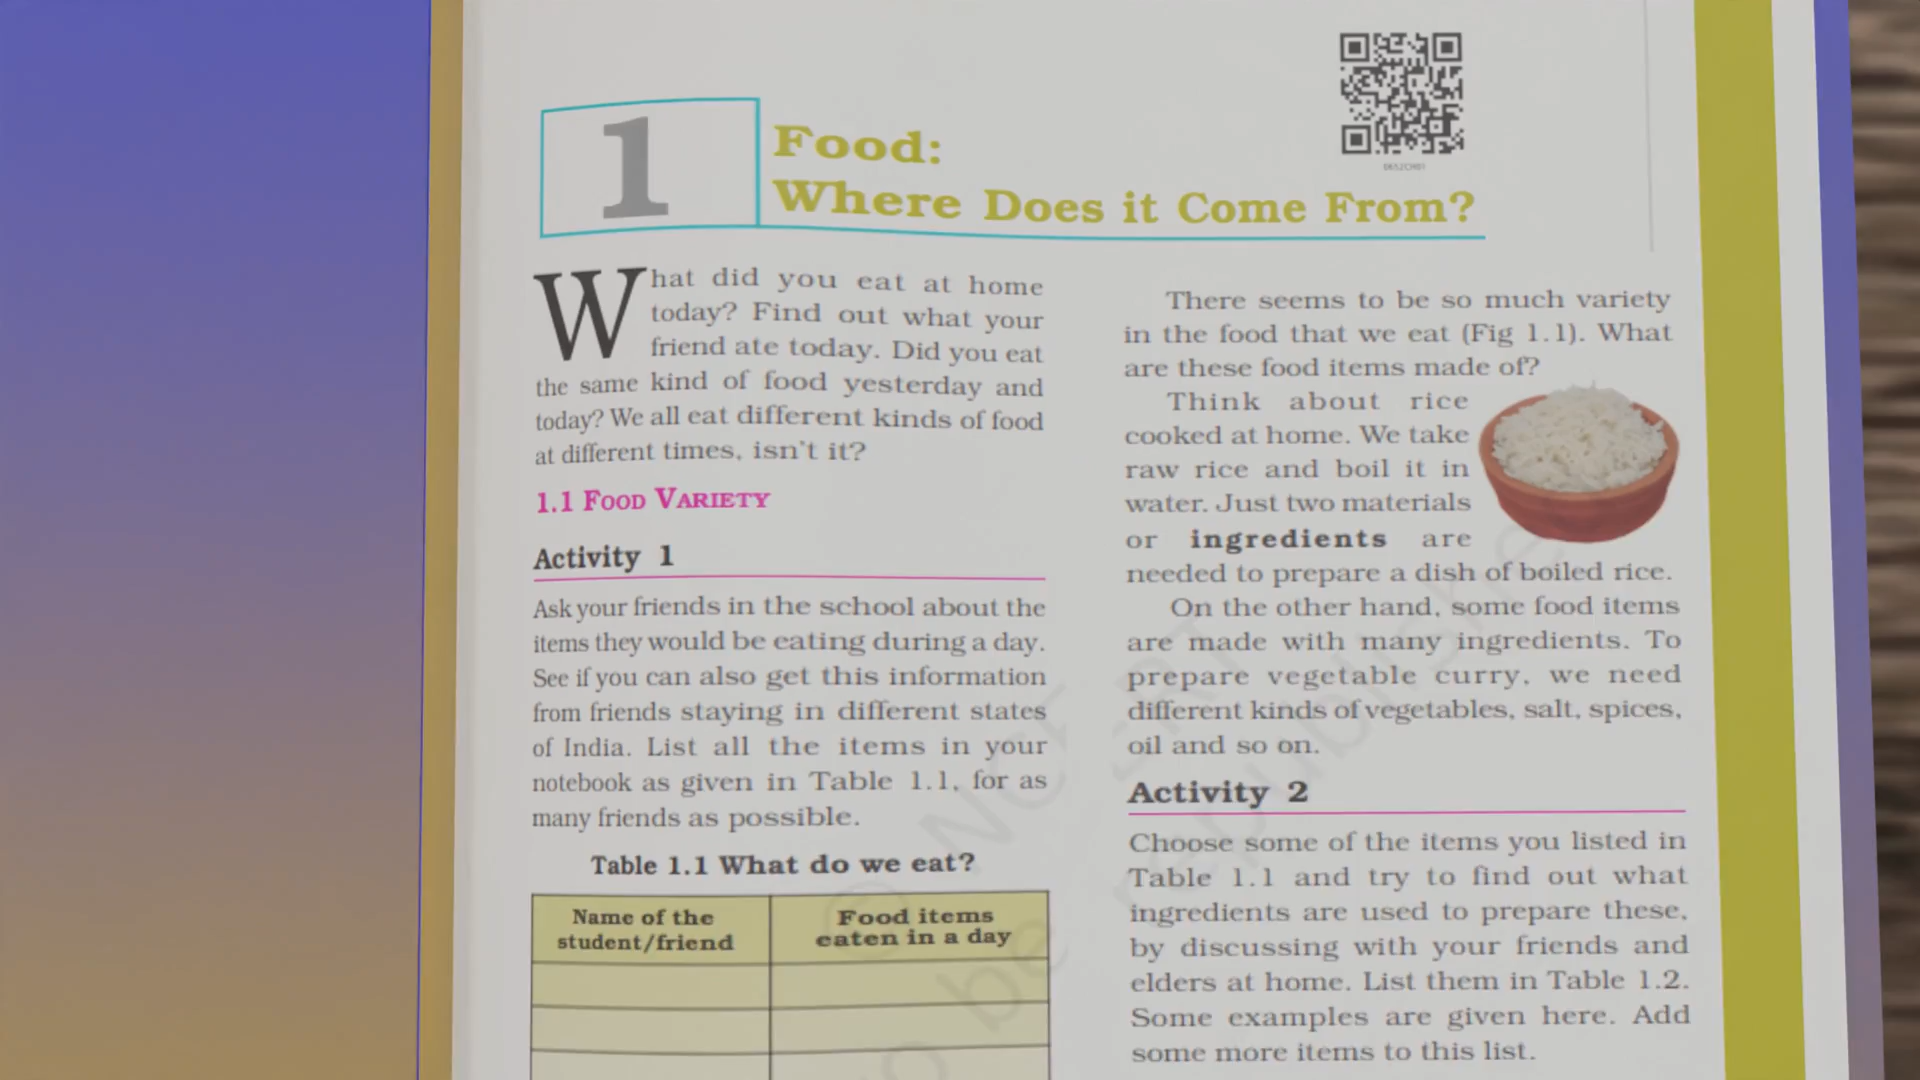 1
Food:
Where Does it Come From?
What did you eat at home
today? Find out what your
friend ate today. Did you eat
the same kind of food yesterday and
today? We all eat different kinds of food
at different times, isn't it?
1.1 FOOD VARIETY
Activity 1
Ask your friends in the school about the
items they would be eating during a day.
See if you can also get this information
from friends staying in different states
of India. List all the items in your
notebook as given in Table 1.1, for as
many friends as possible.
Table 1.1 What do we eat?
Name of the
student/friend
Food items
eaten in a day
There seems to be so much variety
in the food that we eat (Fig 1.1). What
are these food items made of?
Think about rice
cooked at home. We take
raw rice and boil it in
water. Just two materials
or ingredients are
needed to prepare a dish of boiled rice.
On the other hand, some food items
are made with many ingredients. To
prepare vegetable curry, we need
different kinds of vegetables, salt, spices,
oil and so on.
Activity 2
Choose some of the items you listed in
Table 1.1 and try to find out what
ingredients are used to prepare these,
by discussing with your friends and
elders at home. List them in Table 1.2.
Some examples are given here. Add
some more items to this list.
© NCERT
be republished